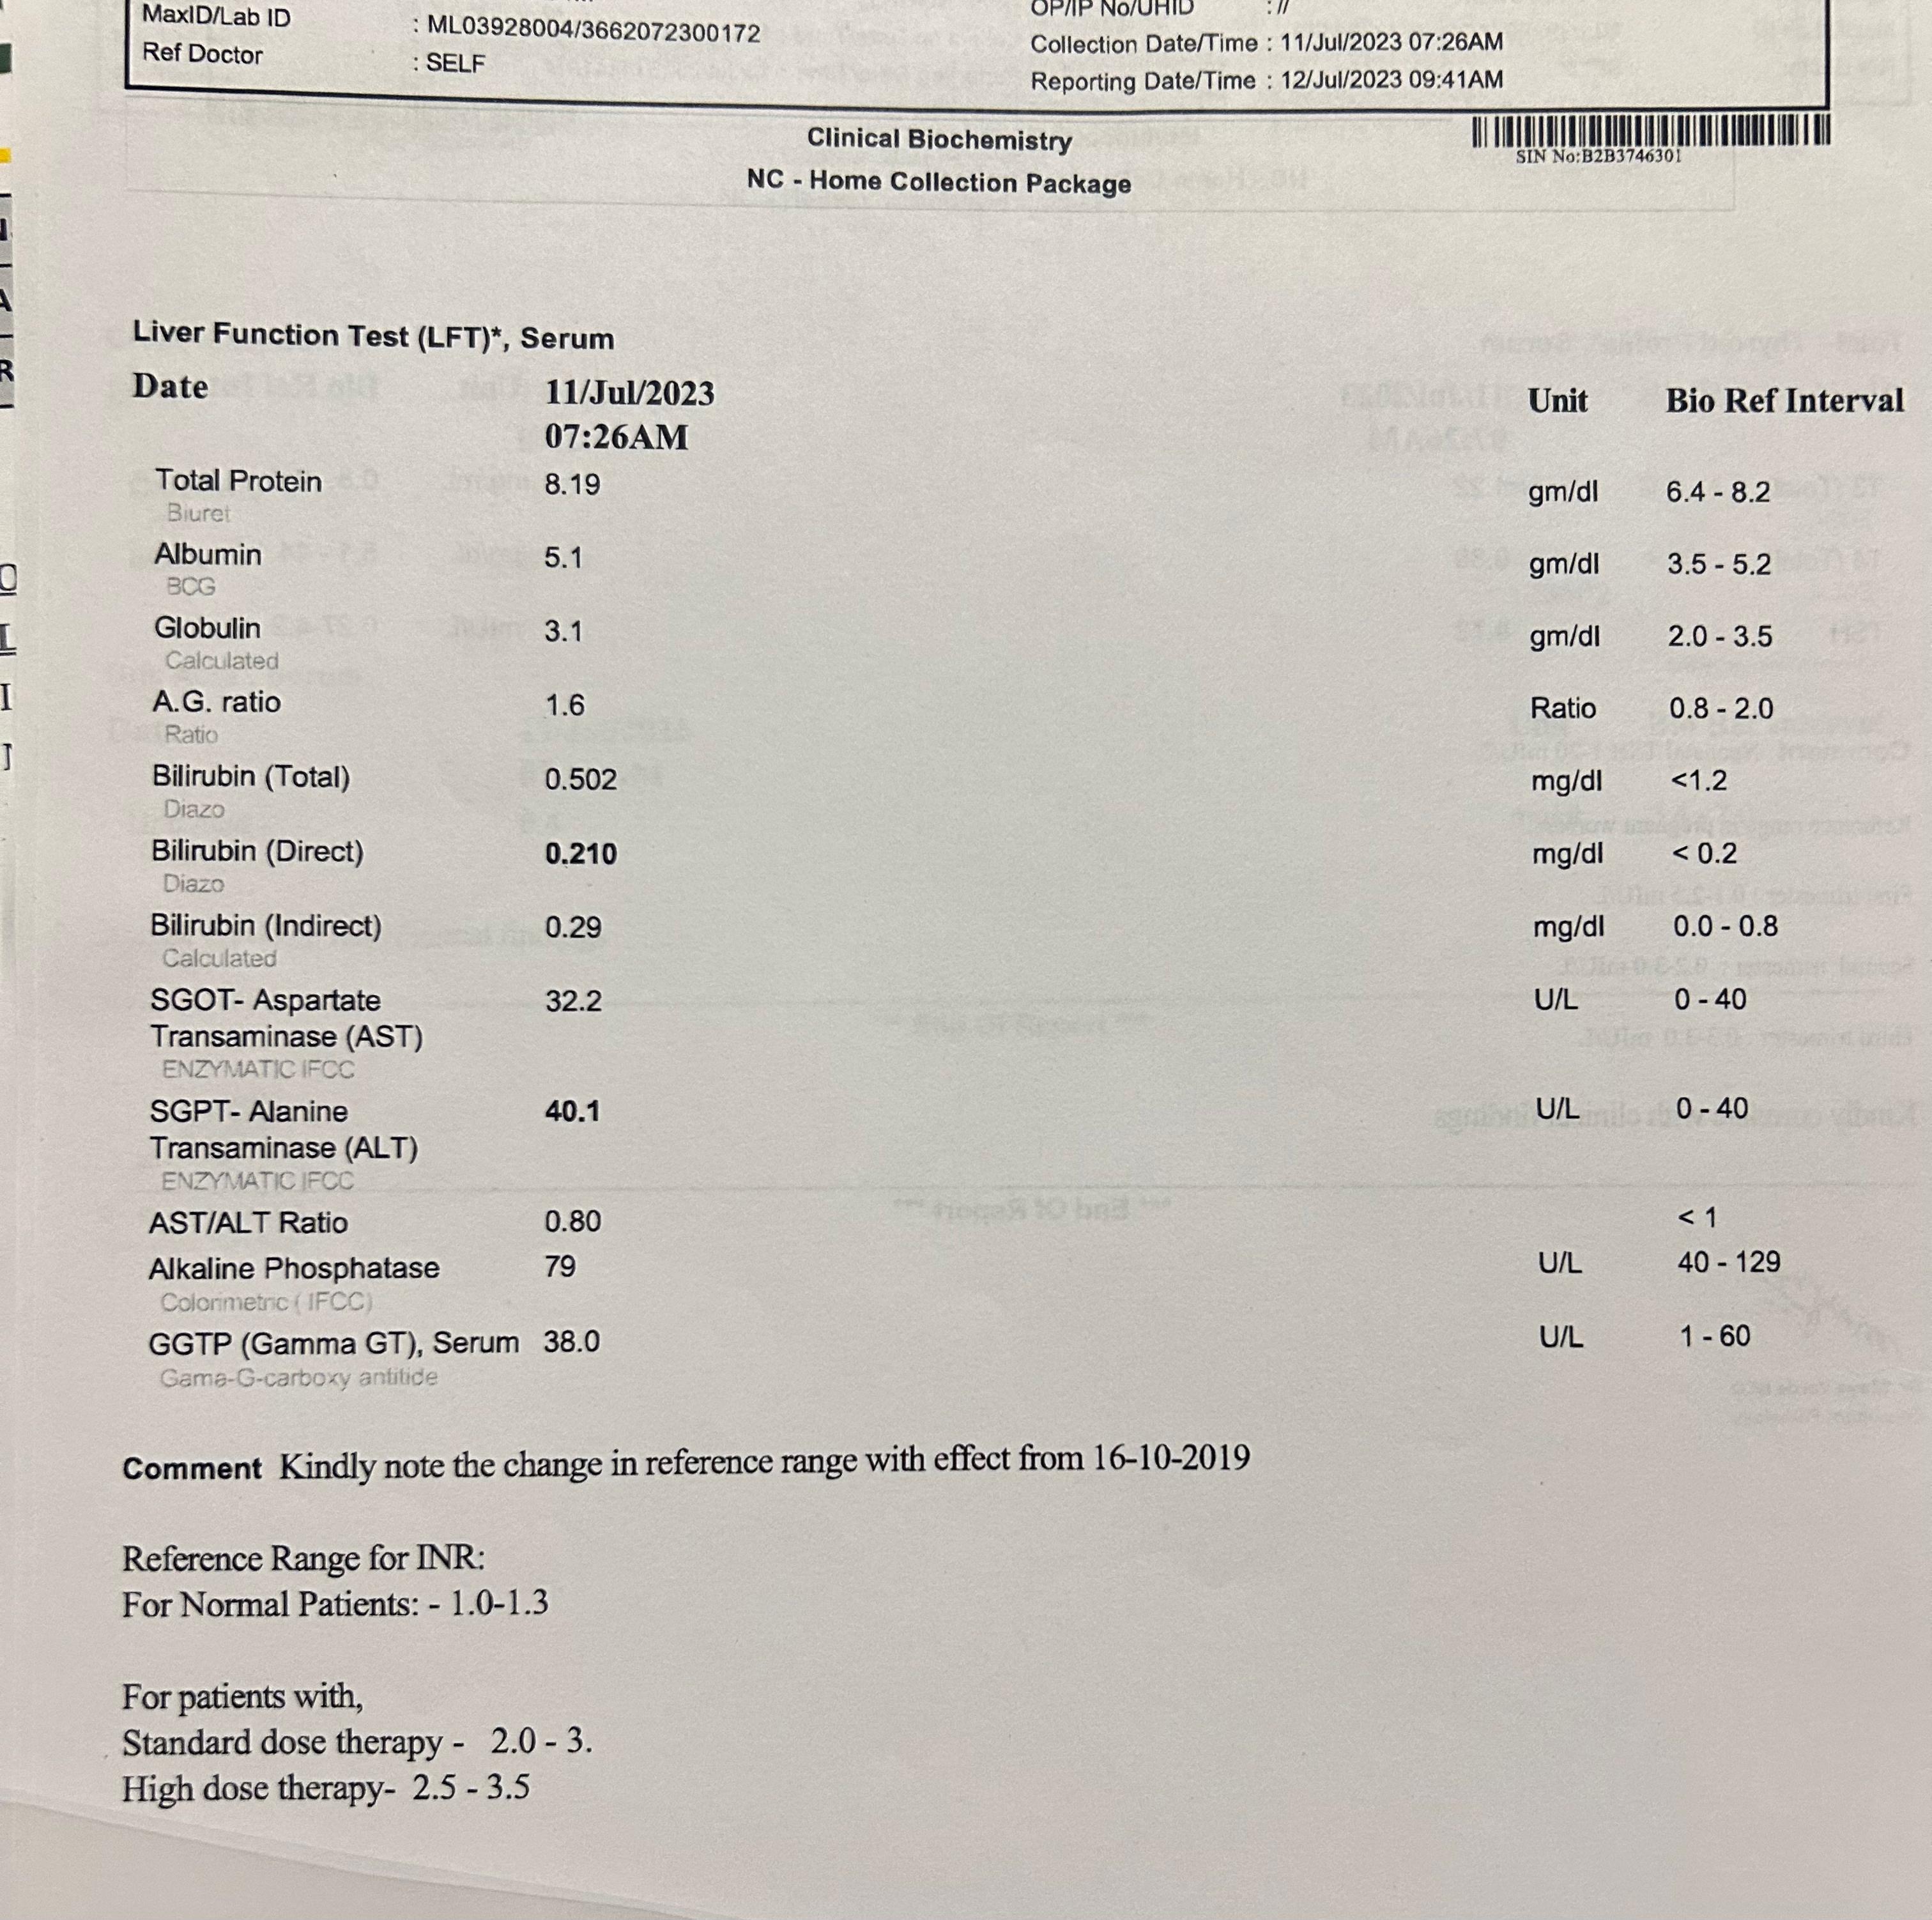 MaxID/Lab ID : ML03928004/3662072300172 OP/IP No/UHID : //
Ref Doctor : SELF Collection Date/Time : 11/Jul/2023 07:26AM
Reporting Date/Time : 12/Jul/2023 09:41AM
Clinical Biochemistry
SIN No:B2B3746301
NC - Home Collection Package
Liver Function Test (LFT)*, Serum
Date 11/Jul/2023 Unit Bio Ref Interval
07:26AM
Total Protein 8.19 gm/dl 6.4 - 8.2
Biuret
Albumin 5.1 gm/dl 3.5 - 5.2
BCG
Globulin 3.1 gm/dl 2.0 - 3.5
Calculated
A.G. ratio 1.6 Ratio 0.8 - 2.0
Ratio
Bilirubin (Total) 0.502 mg/dl <1.2
Diazo
Bilirubin (Direct) 0.210 mg/dl < 0.2
Diazo
Bilirubin (Indirect) 0.29 mg/dl 0.0 - 0.8
Calculated
SGOT- Aspartate 32.2 U/L 0 - 40
Transaminase (AST)
ENZYMATIC IFCC
SGPT- Alanine 40.1 U/L 0 - 40
Transaminase (ALT)
ENZYMATIC IFCC
AST/ALT Ratio 0.80 < 1
Alkaline Phosphatase 79 U/L 40 - 129
Colorimetric ( IFCC)
GGTP (Gamma GT), Serum 38.0 U/L 1 - 60
Gama-G-carboxy antitide
Comment Kindly note the change in reference range with effect from 16-10-2019
Reference Range for INR:
For Normal Patients: - 1.0-1.3
For patients with,
Standard dose therapy - 2.0 - 3.
High dose therapy- 2.5 - 3.5